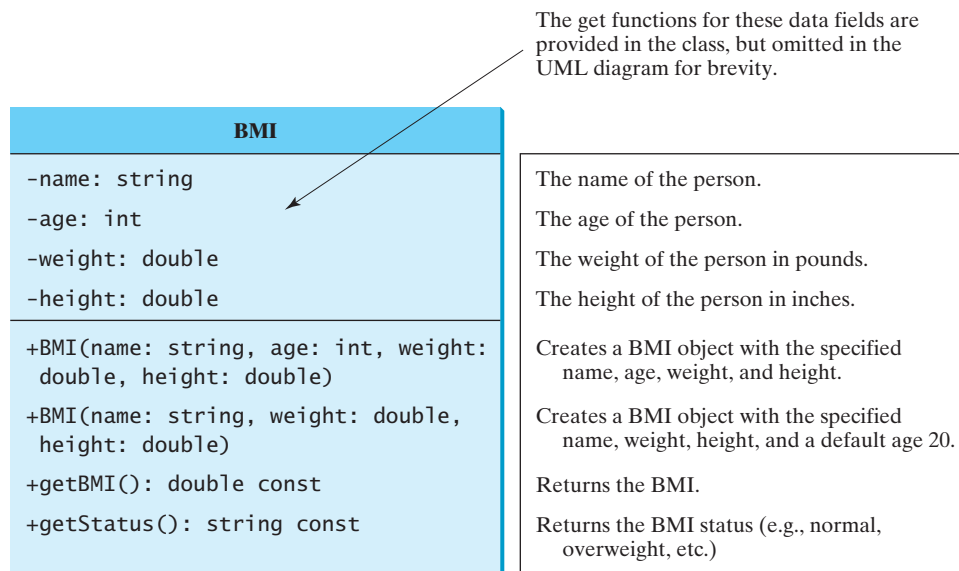 The get functions for these data fields are
provided in the class, but omitted in the
UML diagram for brevity.
BMI
-name: string
-age: int
-weight: double
-height: double
+BMI(name: string, age: int, weight:
double, height: double)
+BMI(name: string, weight: double,
height: double)
+getBMI(): double const
+getStatus(): string const
The name of the person.
The age of the person.
The weight of the person in pounds.
The height of the person in inches.
Creates a BMI object with the specified
name, age, weight, and height.
Creates a BMI object with the specified
name, weight, height, and a default age 20.
Returns the BMI.
Returns the BMI status (e.g., normal,
overweight, etc.)